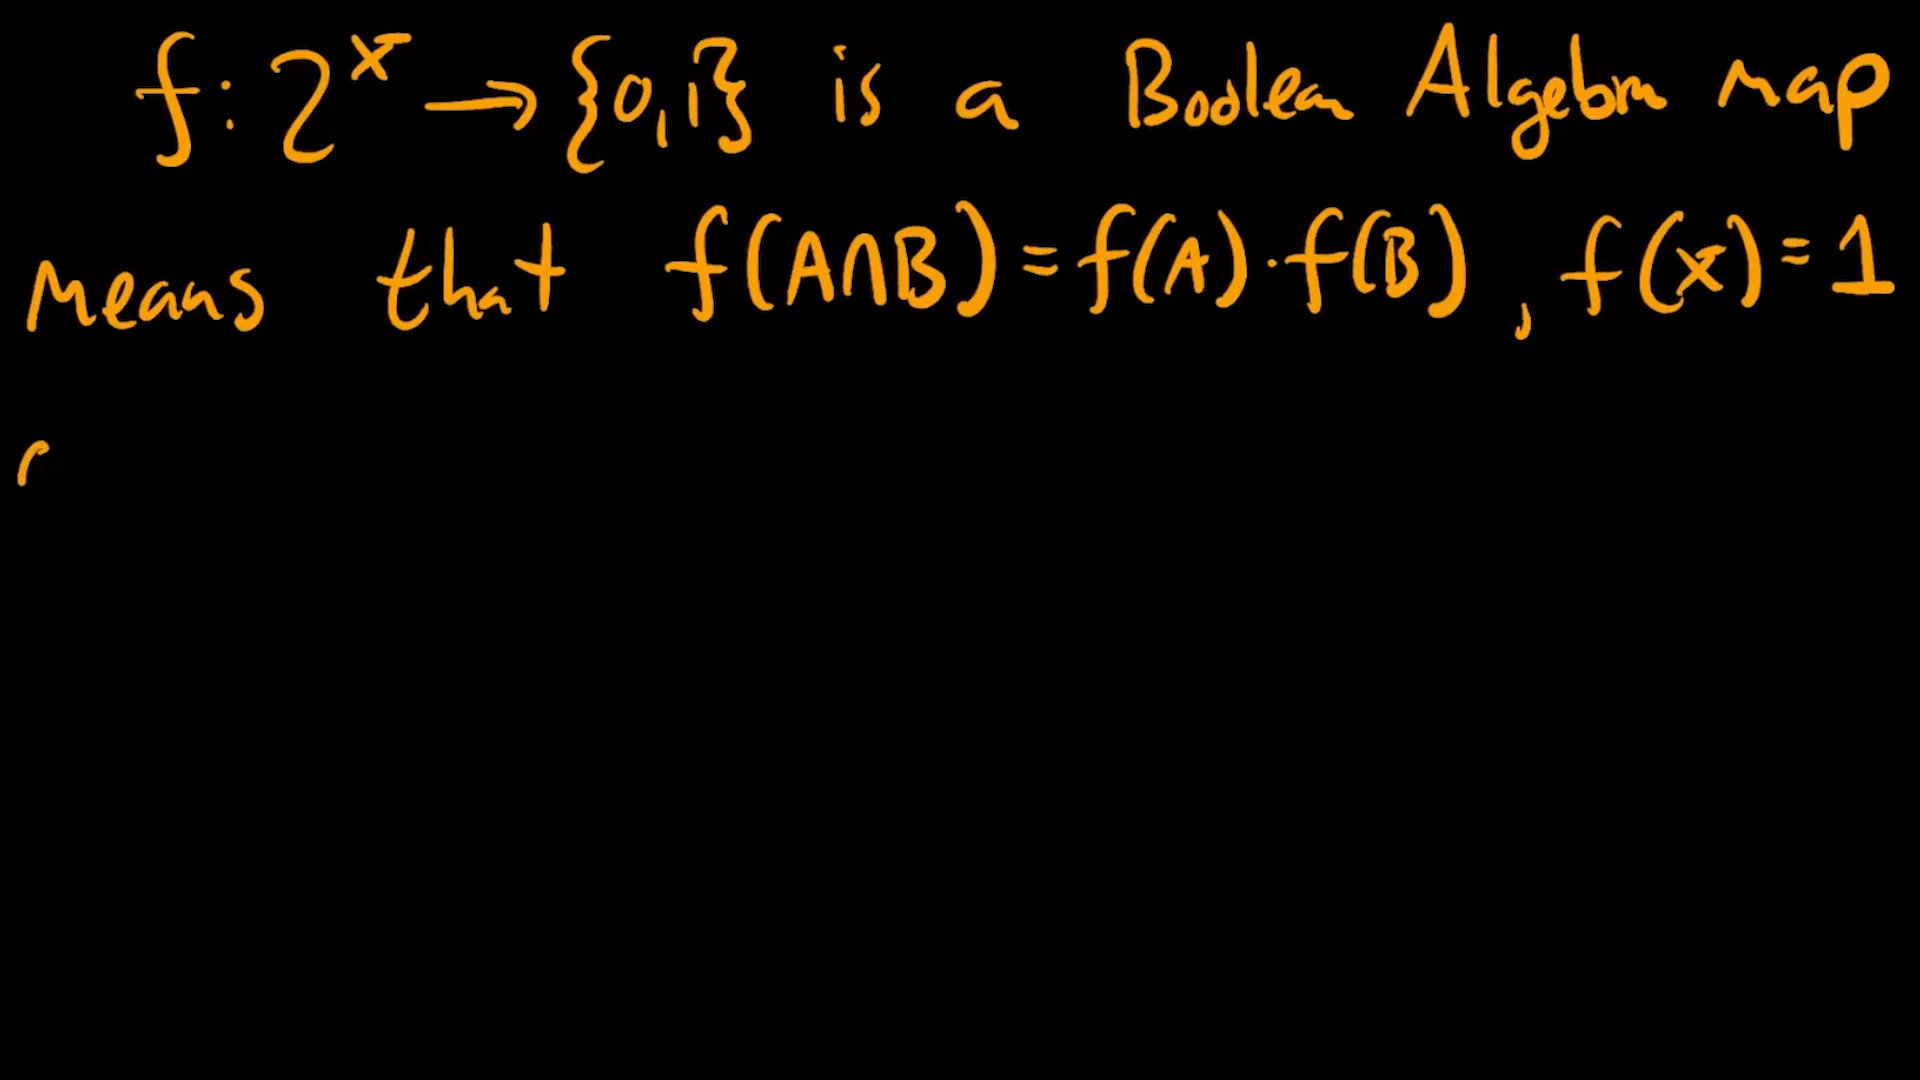 f: 2^x → {0,1} is a Boolean Algebra map
means that f(A∩B) = f(A)·f(B), f(x) = 1